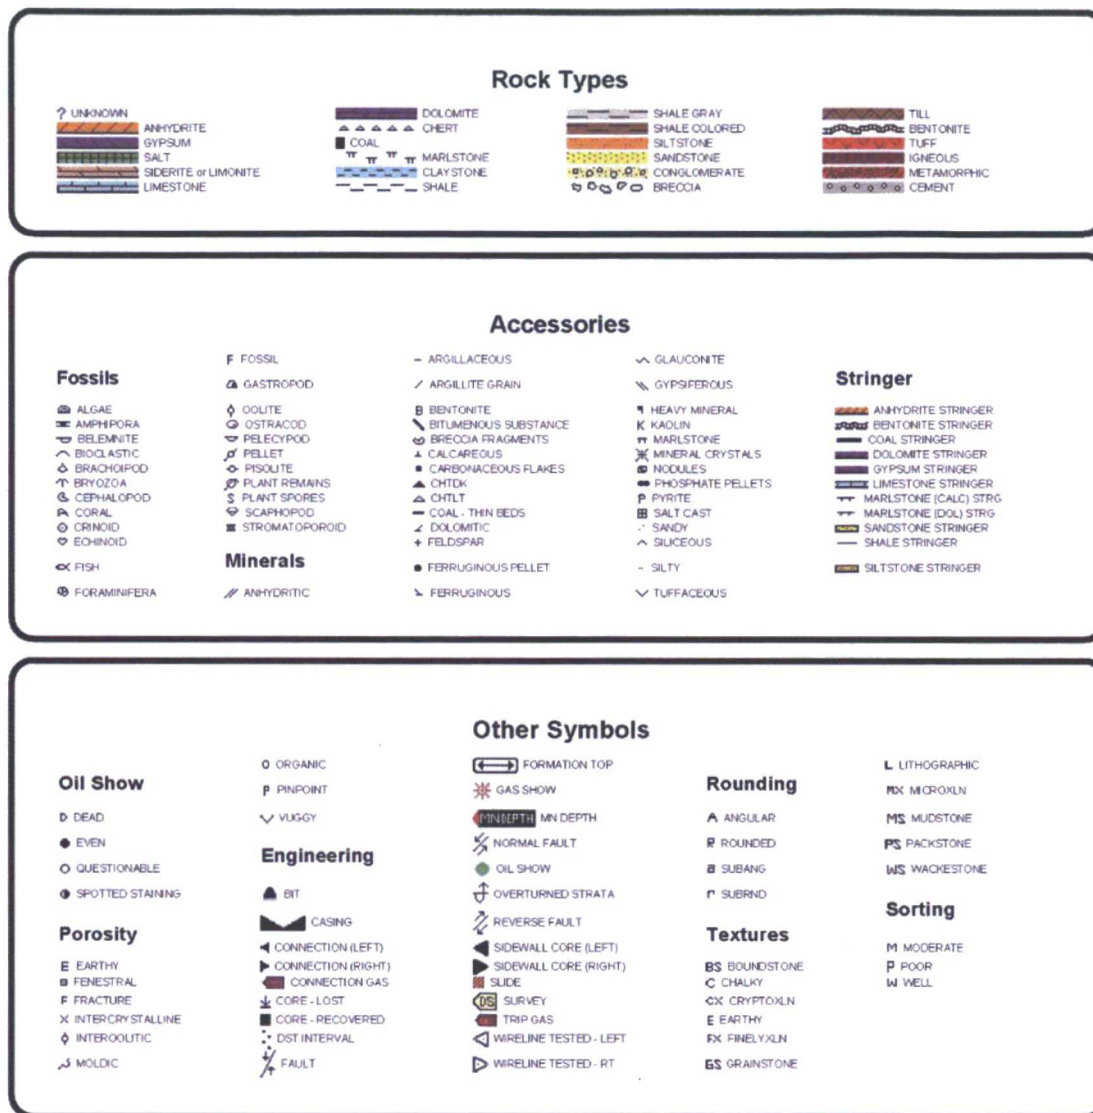 Rock Types
? UNKNOWN
ANHYDRITE
GYPSUM
SALT
SIDERITE or LIMONITE
LIMESTONE
DOLOMITE
CHERT
COAL
MARLSTONE
CLAYSTONE
SHALE
SHALE GRAY
SHALE COLORED
SILTSTONE
SANDSTONE
CONGLOMERATE
BRECCIA
TILL
BENTONITE
TUFF
IGNEOUS
METAMORPHIC
CEMENT
Accessories
Fossils
ALGAE
AMPHIPORA
BELEMNITE
BIOCLASTIC
BRACHOIPOD
BRYOZOA
CEPHALOPOD
CORAL
CRINOID
ECHINOID
FISH
FORAMINIFERA
F FOSSIL
GASTROPOD
OOLITE
OSTRACOD
PELECYPOD
PELLET
PISOLITE
PLANT REMAINS
S PLANT SPORES
SCAPHOPOD
STROMATOPOROID
Minerals
ANHYDRITIC
ARGILLACEOUS
ARGILLITE GRAIN
B BENTONITE
BITUMENOUS SUBSTANCE
BRECCIA FRAGMENTS
CALCAREOUS
CARBONACEOUS FLAKES
CHTDK
CHTLT
COAL - THIN BEDS
DOLOMITIC
FELDSPAR
FERRUGINOUS PELLET
FERRUGINOUS
GLAUCONITE
GYPSIFEROUS
HEAVY MINERAL
K KAOLIN
MARLSTONE
MINERAL CRYSTALS
NODULES
PHOSPHATE PELLETS
P PYRITE
SALT CAST
SANDY
SILICEOUS
SILTY
TUFFACEOUS
Stringer
ANHYDRITE STRINGER
BENTONITE STRINGER
COAL STRINGER
DOLOMITE STRINGER
GYPSUM STRINGER
LIMESTONE STRINGER
MARLSTONE (CALC) STRG
MARLSTONE (DOL) STRG
SANDSTONE STRINGER
SHALE STRINGER
SILTSTONE STRINGER
Other Symbols
Oil Show
D DEAD
EVEN
QUESTIONABLE
SPOTTED STAINING
Porosity
E EARTHY
FENESTRAL
F FRACTURE
X INTERCRYSTALLINE
INTEROOLITIC
MOLDIC
O ORGANIC
P PINPOINT
VUGGY
Engineering
BIT
CASING
CONNECTION (LEFT)
CONNECTION (RIGHT)
CONNECTION GAS
CORE - LOST
CORE - RECOVERED
DST INTERVAL
FAULT
FORMATION TOP
GAS SHOW
MN DEPTH MN DEPTH
NORMAL FAULT
OIL SHOW
OVERTURNED STRATA
REVERSE FAULT
SIDEWALL CORE (LEFT)
SIDEWALL CORE (RIGHT)
SLIDE
DS SURVEY
TRIP GAS
WIRELINE TESTED - LEFT
WIRELINE TESTED - RT
Rounding
A ANGULAR
R ROUNDED
a SUBANG
r SUBRND
Textures
BS BOUNDSTONE
C CHALKY
CX CRYPTOXLN
E EARTHY
FX FINELYXLN
GS GRAINSTONE
L LITHOGRAPHIC
MX MICROXLN
MS MUDSTONE
PS PACKSTONE
WS WACKESTONE
Sorting
M MODERATE
P POOR
W WELL